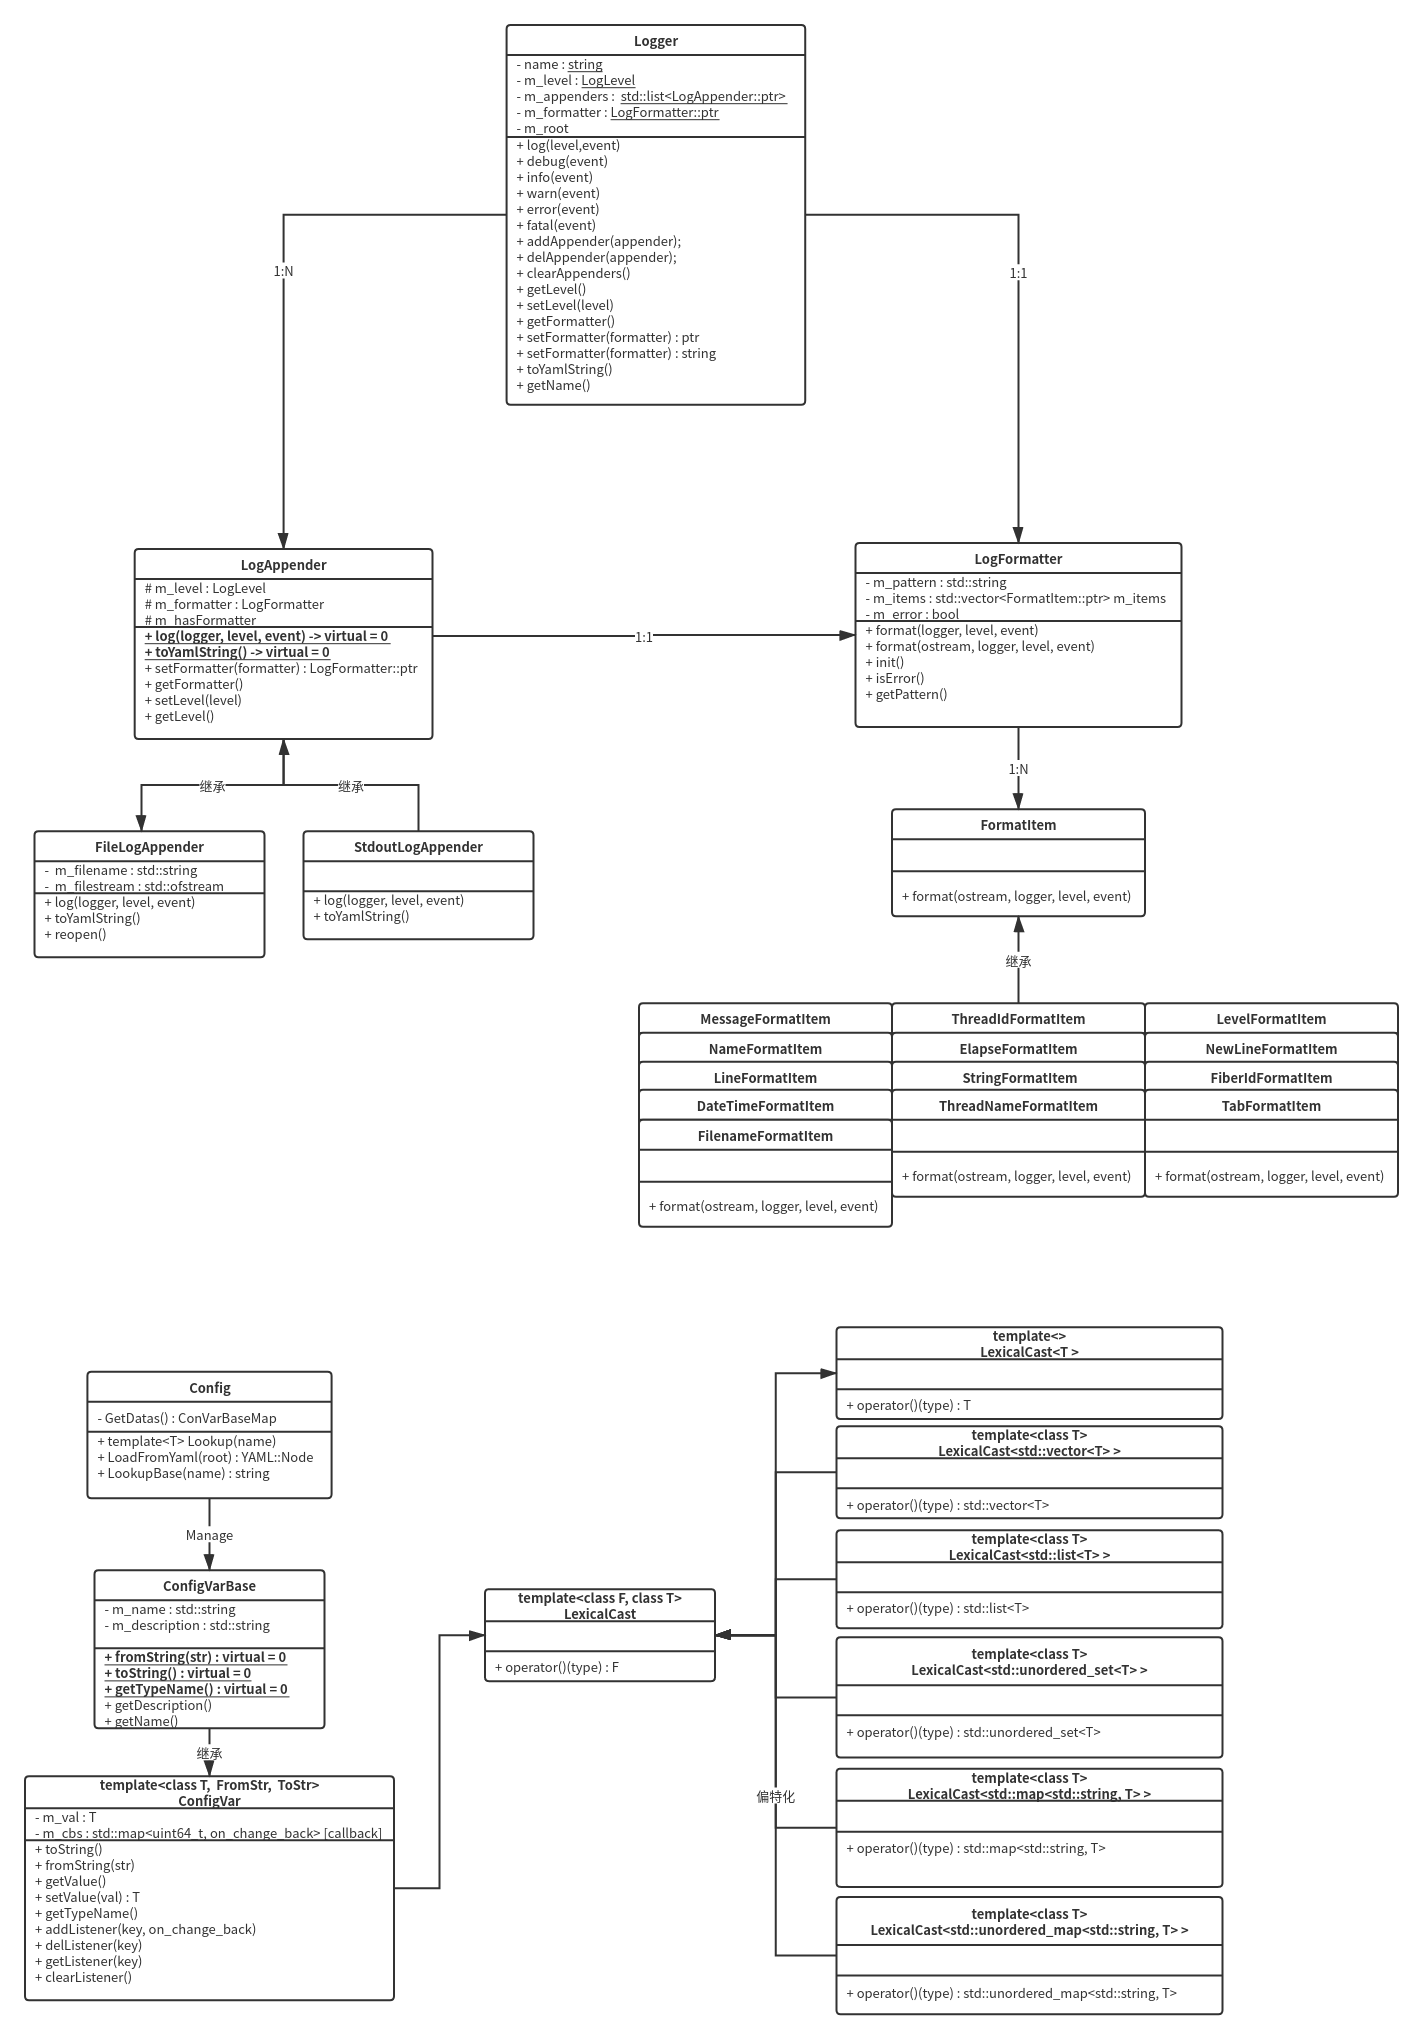 Logger
- name : string
- m_level : LogLevel
- m_appenders : std::list<LogAppender::ptr>
- m_formatter : LogFormatter::ptr
- m_root
+ log(level,event)
+ debug(event)
+ info(event)
+ warn(event)
+ error(event)
+ fatal(event)
+ addAppender(appender);
+ delAppender(appender);
+ clearAppenders()
+ getLevel()
+ setLevel(level)
+ getFormatter()
+ setFormatter(formatter) : ptr
+ setFormatter(formatter) : string
+ toYamlString()
+ getName()
1:N
1:1
LogAppender
# m_level : LogLevel
# m_formatter : LogFormatter
# m_hasFormatter
+ log(logger, level, event) -> virtual = 0
+ toYamlString() -> virtual = 0
+ setFormatter(formatter) : LogFormatter::ptr
+ getFormatter()
+ setLevel(level)
+ getLevel()
1:1
LogFormatter
- m_pattern : std::string
- m_items : std::vector<FormatItem::ptr> m_items
- m_error : bool
+ format(logger, level, event)
+ format(ostream, logger, level, event)
+ init()
+ isError()
+ getPattern()
继承
继承
1:N
FileLogAppender
- m_filename : std::string
- m_filestream : std::ofstream
+ log(logger, level, event)
+ toYamlString()
+ reopen()
StdoutLogAppender
+ log(logger, level, event)
+ toYamlString()
FormatItem
+ format(ostream, logger, level, event)
继承
MessageFormatItem
NameFormatItem
LineFormatItem
DateTimeFormatItem
FilenameFormatItem
+ format(ostream, logger, level, event)
ThreadIdFormatItem
ElapseFormatItem
StringFormatItem
ThreadNameFormatItem
+ format(ostream, logger, level, event)
LevelFormatItem
NewLineFormatItem
FiberIdFormatItem
TabFormatItem
+ format(ostream, logger, level, event)
Config
- GetDatas() : ConVarBaseMap
+ template<T> Lookup(name)
+ LoadFromYaml(root) : YAML::Node
+ LookupBase(name) : string
Manage
ConfigVarBase
- m_name : std::string
- m_description : std::string
+ fromString(str) : virtual = 0
+ toString() : virtual = 0
+ getTypeName() : virtual = 0
+ getDescription()
+ getName()
继承
template<class T, FromStr, ToStr>
ConfigVar
- m_val : T
- m_cbs : std::map<uint64_t, on_change_back> [callback]
+ toString()
+ fromString(str)
+ getValue()
+ setValue(val) : T
+ getTypeName()
+ addListener(key, on_change_back)
+ delListener(key)
+ getListener(key)
+ clearListener()
template<class F, class T>
LexicalCast
+ operator()(type) : F
偏特化
template<>
LexicalCast<T >
+ operator()(type) : T
template<class T>
LexicalCast<std::vector<T> >
+ operator()(type) : std::vector<T>
template<class T>
LexicalCast<std::list<T> >
+ operator()(type) : std::list<T>
template<class T>
LexicalCast<std::unordered_set<T> >
+ operator()(type) : std::unordered_set<T>
template<class T>
LexicalCast<std::map<std::string, T> >
+ operator()(type) : std::map<std::string, T>
template<class T>
LexicalCast<std::unordered_map<std::string, T> >
+ operator()(type) : std::unordered_map<std::string, T>